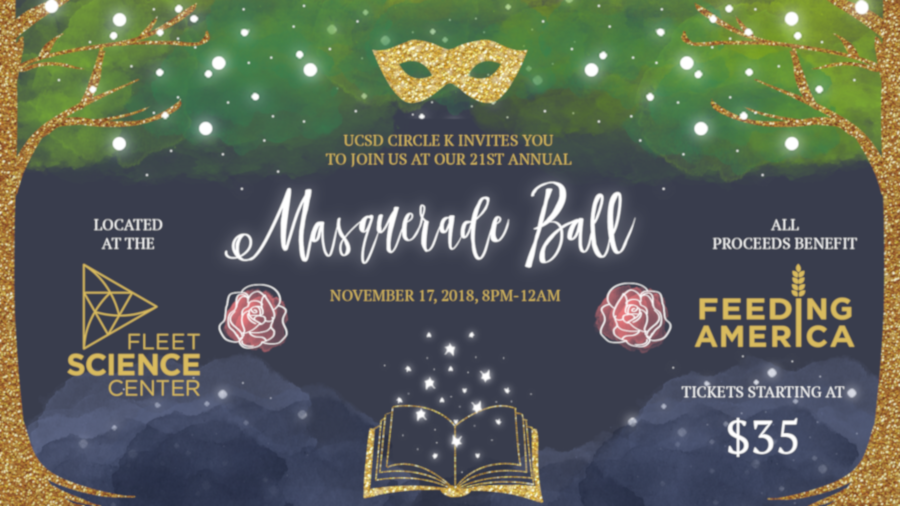 UCSD CIRCLE K INVITES YOU
TO JOIN US AT OUR 21ST ANNUAL
Masquerade Ball
NOVEMBER 17, 2018, 8PM-12AM
LOCATED
AT THE
FLEET
SCIENCE
CENTER
ALL
PROCEEDS BENEFIT
FEEDING
AMERICA
TICKETS STARTING AT
$35